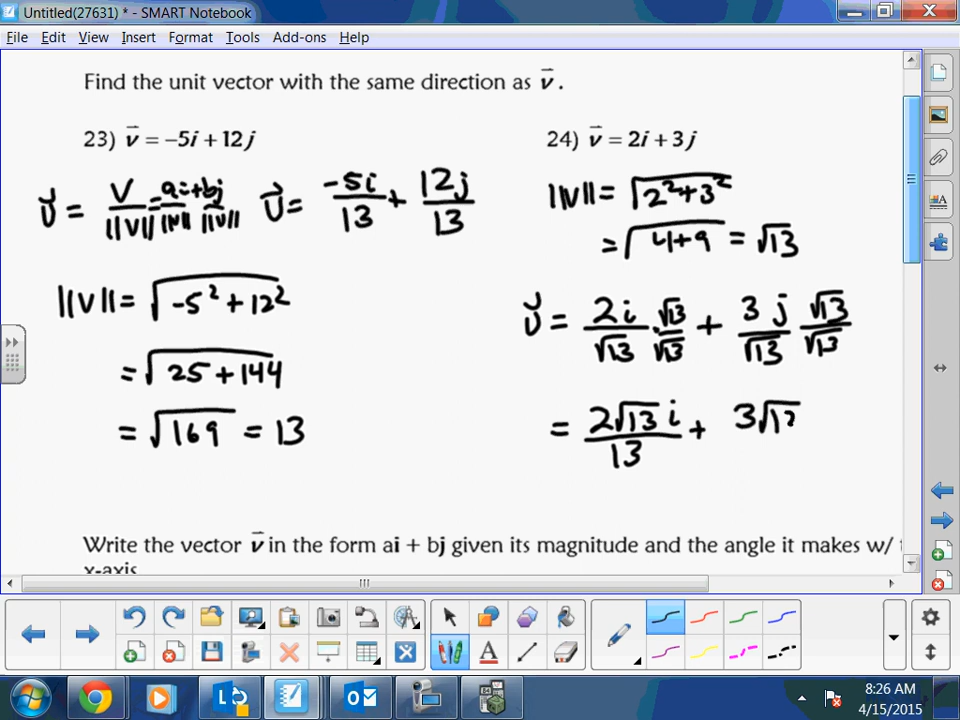 Untitled(27631) * - SMART Notebook
File Edit View Insert Format Tools Add-ons Help
Find the unit vector with the same direction as v⃗.
23) v⃗ = –5i + 12j
U⃗ = V/||V|| = ai+bj/||V|| ||V|| U⃗ = -5i/13 + 12j/13
||V|| = √-5²+12²
= √25+144
= √169 = 13
24) v⃗ = 2i + 3j
||V|| = √2²+3²
= √4+9 = √13
U⃗ = 2i/√13 · √13/√13 + 3j/√13 √13/√13
= 2√13 i/13 + 3√13
Write the vector v⃗ in the form ai + bj given its magnitude and the angle it makes w/
x-axis
8:26 AM
4/15/2015